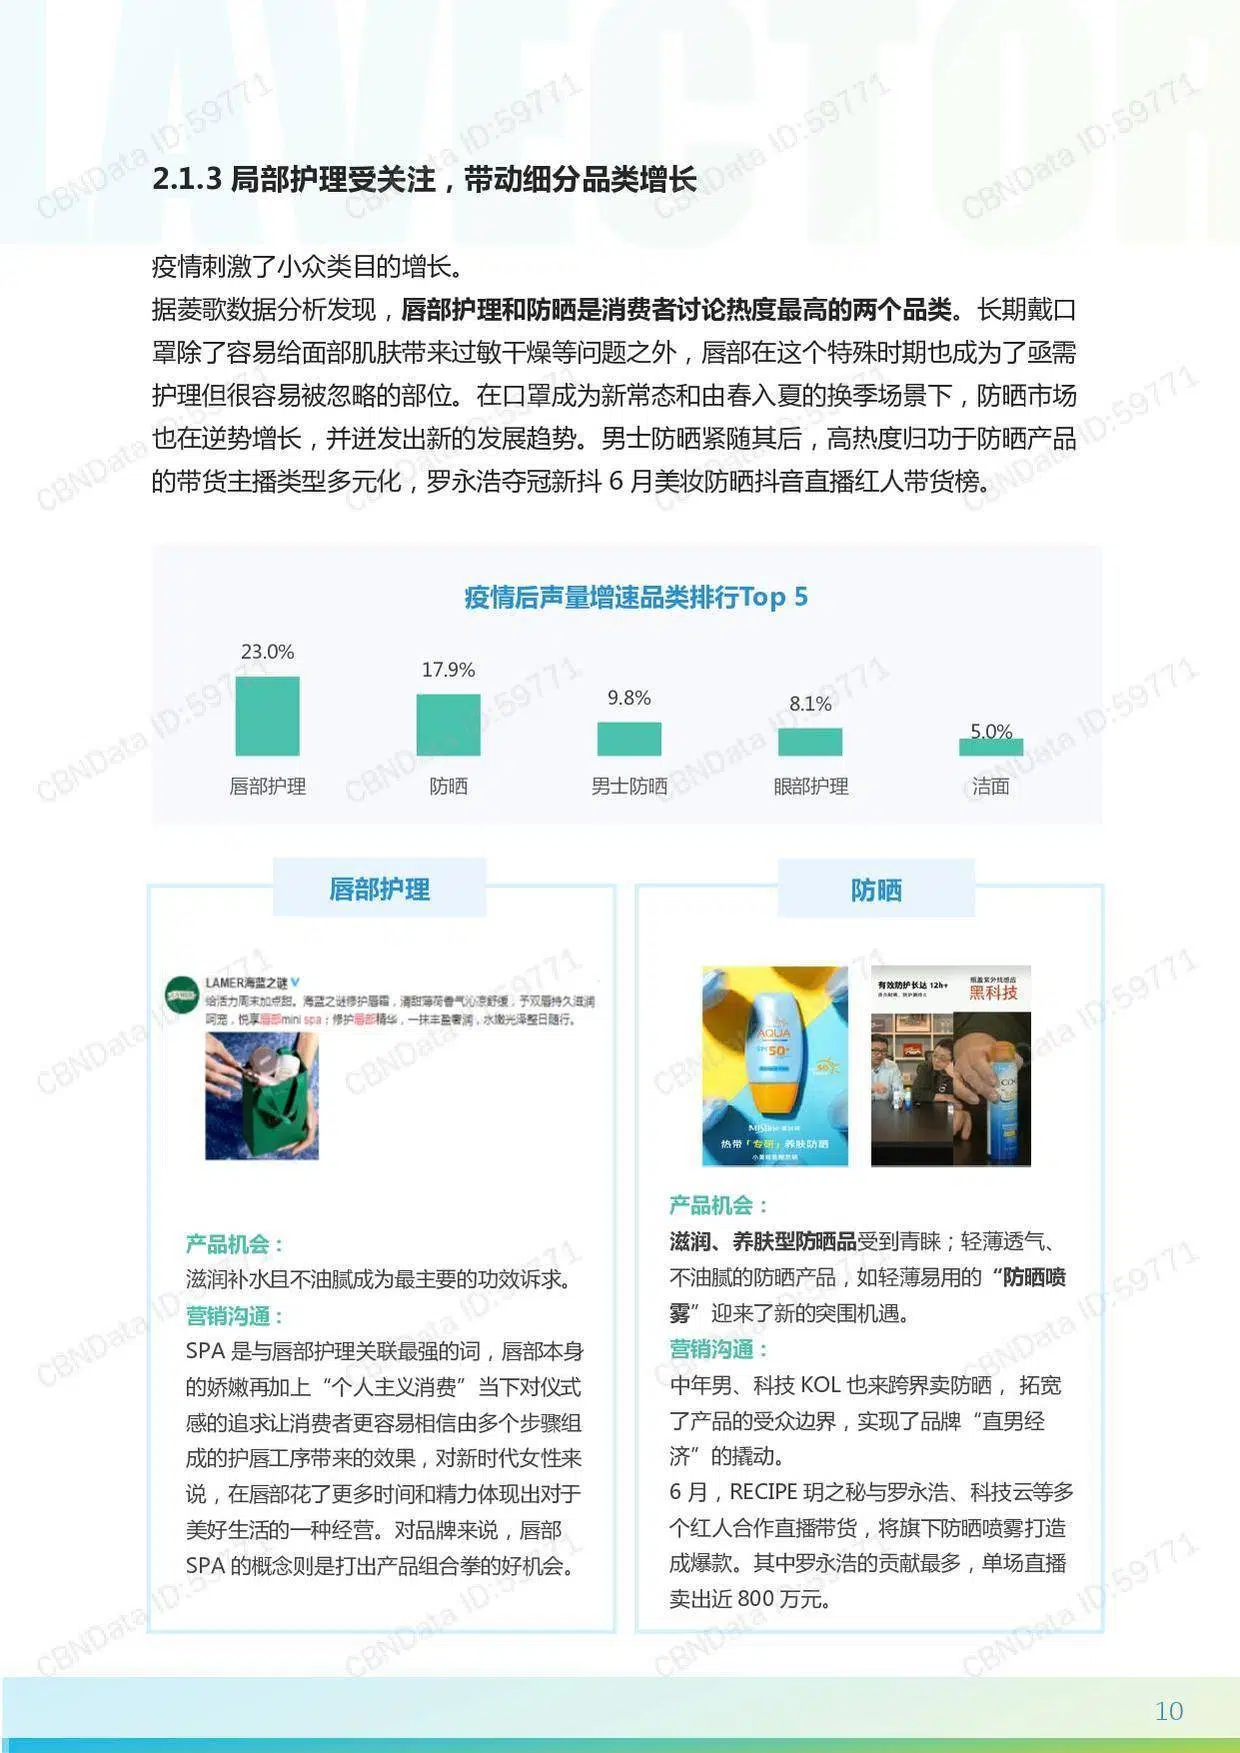 LAVECTOR
2.1.3 局部护理受关注，带动细分品类增长
疫情刺激了小众类目的增长。
据菱歌数据分析发现，唇部护理和防晒是消费者讨论热度最高的两个品类。长期戴口
罩除了容易给面部肌肤带来过敏干燥等问题之外，唇部在这个特殊时期也成为了亟需
护理但很容易被忽略的部位。在口罩成为新常态和由春入夏的换季场景下，防晒市场
也在逆势增长，并迸发出新的发展趋势。男士防晒紧随其后，高热度归功于防晒产品
的带货主播类型多元化，罗永浩夺冠新抖 6 月美妆防晒抖音直播红人带货榜。
疫情后声量增速品类排行Top 5
23.0%
17.9%
9.8%
8.1%
5.0%
唇部护理
防晒
男士防晒
眼部护理
洁面
唇部护理
LAMER海蓝之谜
给活力周末加点甜。海蓝之谜修护唇霜，清甜薄荷香气沁凉舒缓，予双唇持久滋润
呵宠，悦享唇部mini spa；修护唇部精华，一抹丰盈奢润，水嫩光泽整日随行。
产品机会：
滋润补水且不油腻成为最主要的功效诉求。
营销沟通：
SPA 是与唇部护理关联最强的词，唇部本身
的娇嫩再加上“个人主义消费”当下对仪式
感的追求让消费者更容易相信由多个步骤组
成的护唇工序带来的效果，对新时代女性来
说，在唇部花了更多时间和精力体现出对于
美好生活的一种经营。对品牌来说，唇部
SPA 的概念则是打出产品组合拳的好机会。
防晒
AQUA
SPF 50+
Mistine
热带「专研」养肤防晒
有效防护长达 12h+
黑科技
产品机会：
滋润、养肤型防晒品受到青睐；轻薄透气、
不油腻的防晒产品，如轻薄易用的“防晒喷
雾”迎来了新的突围机遇。
营销沟通：
中年男、科技 KOL 也来跨界卖防晒， 拓宽
了产品的受众边界，实现了品牌“直男经
济”的撬动。
6 月，RECIPE 玥之秘与罗永浩、科技云等多
个红人合作直播带货，将旗下防晒喷雾打造
成爆款。其中罗永浩的贡献最多，单场直播
卖出近 800 万元。
10
CBNData ID:59771